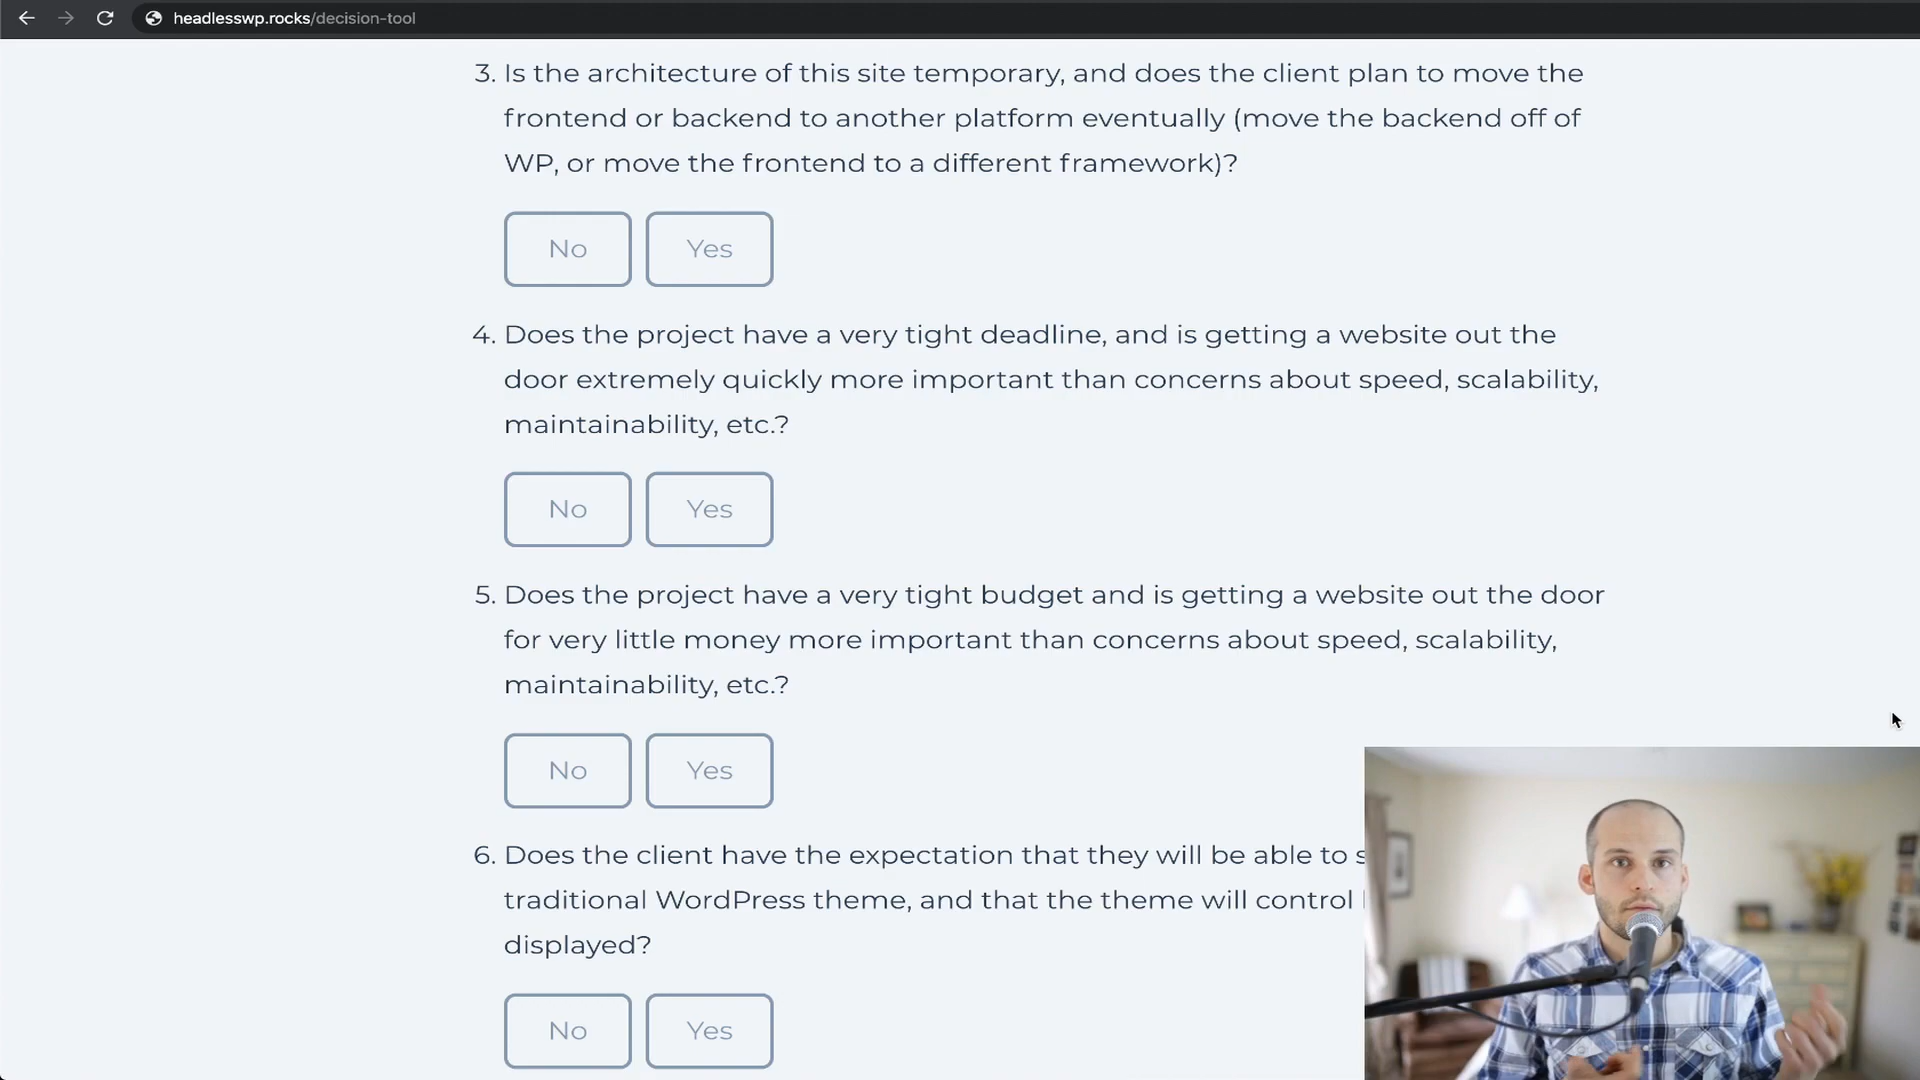 headlesswp.rocks/decision-tool
3. Is the architecture of this site temporary, and does the client plan to move the
frontend or backend to another platform eventually (move the backend off of
WP, or move the frontend to a different framework)?
No Yes
4. Does the project have a very tight deadline, and is getting a website out the
door extremely quickly more important than concerns about speed, scalability,
maintainability, etc.?
No Yes
5. Does the project have a very tight budget and is getting a website out the door
for very little money more important than concerns about speed, scalability,
maintainability, etc.?
No Yes
6. Does the client have the expectation that they will be able to
traditional WordPress theme, and that the theme will control
displayed?
No Yes